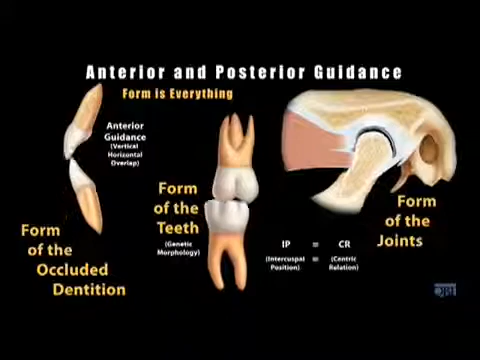 Anterior and Posterior Guidance
Form is Everything
Anterior
Guidance
(Vertical
Horizontal
Overlap)
Form
of the
Occluded
Dentition
Form
of the
Teeth
(Genetic
Morphology)
IP = CR
(Intercuspal = (Centric
Position) Relation)
Form
of the
Joints